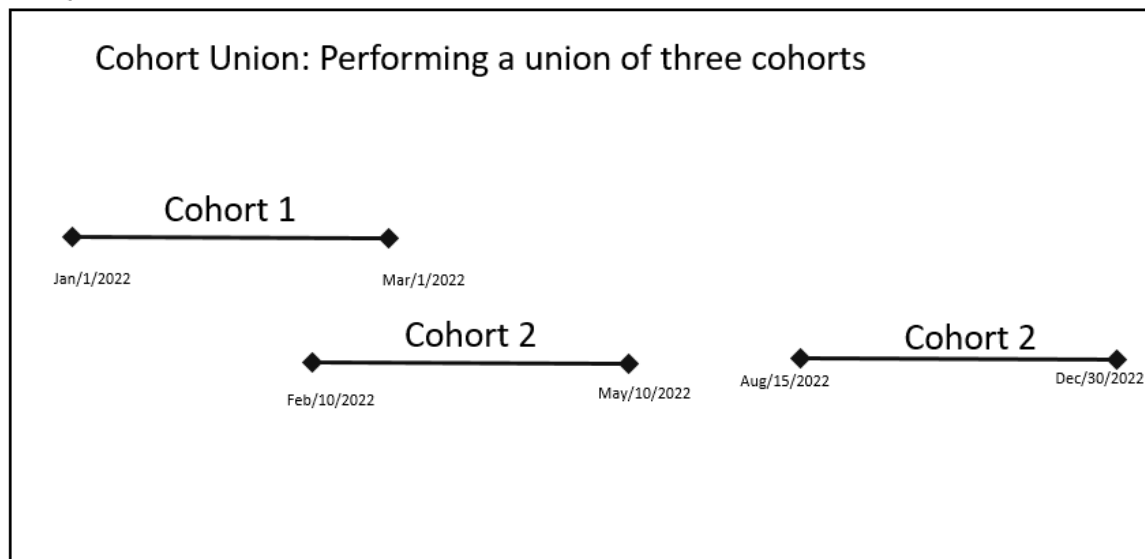 Cohort Union: Performing a union of three cohorts
Cohort 1
Jan/1/2022
Mar/1/2022
Cohort 2
Cohort 2
Feb/10/2022
May/10/2022
Aug/15/2022
Dec/30/2022